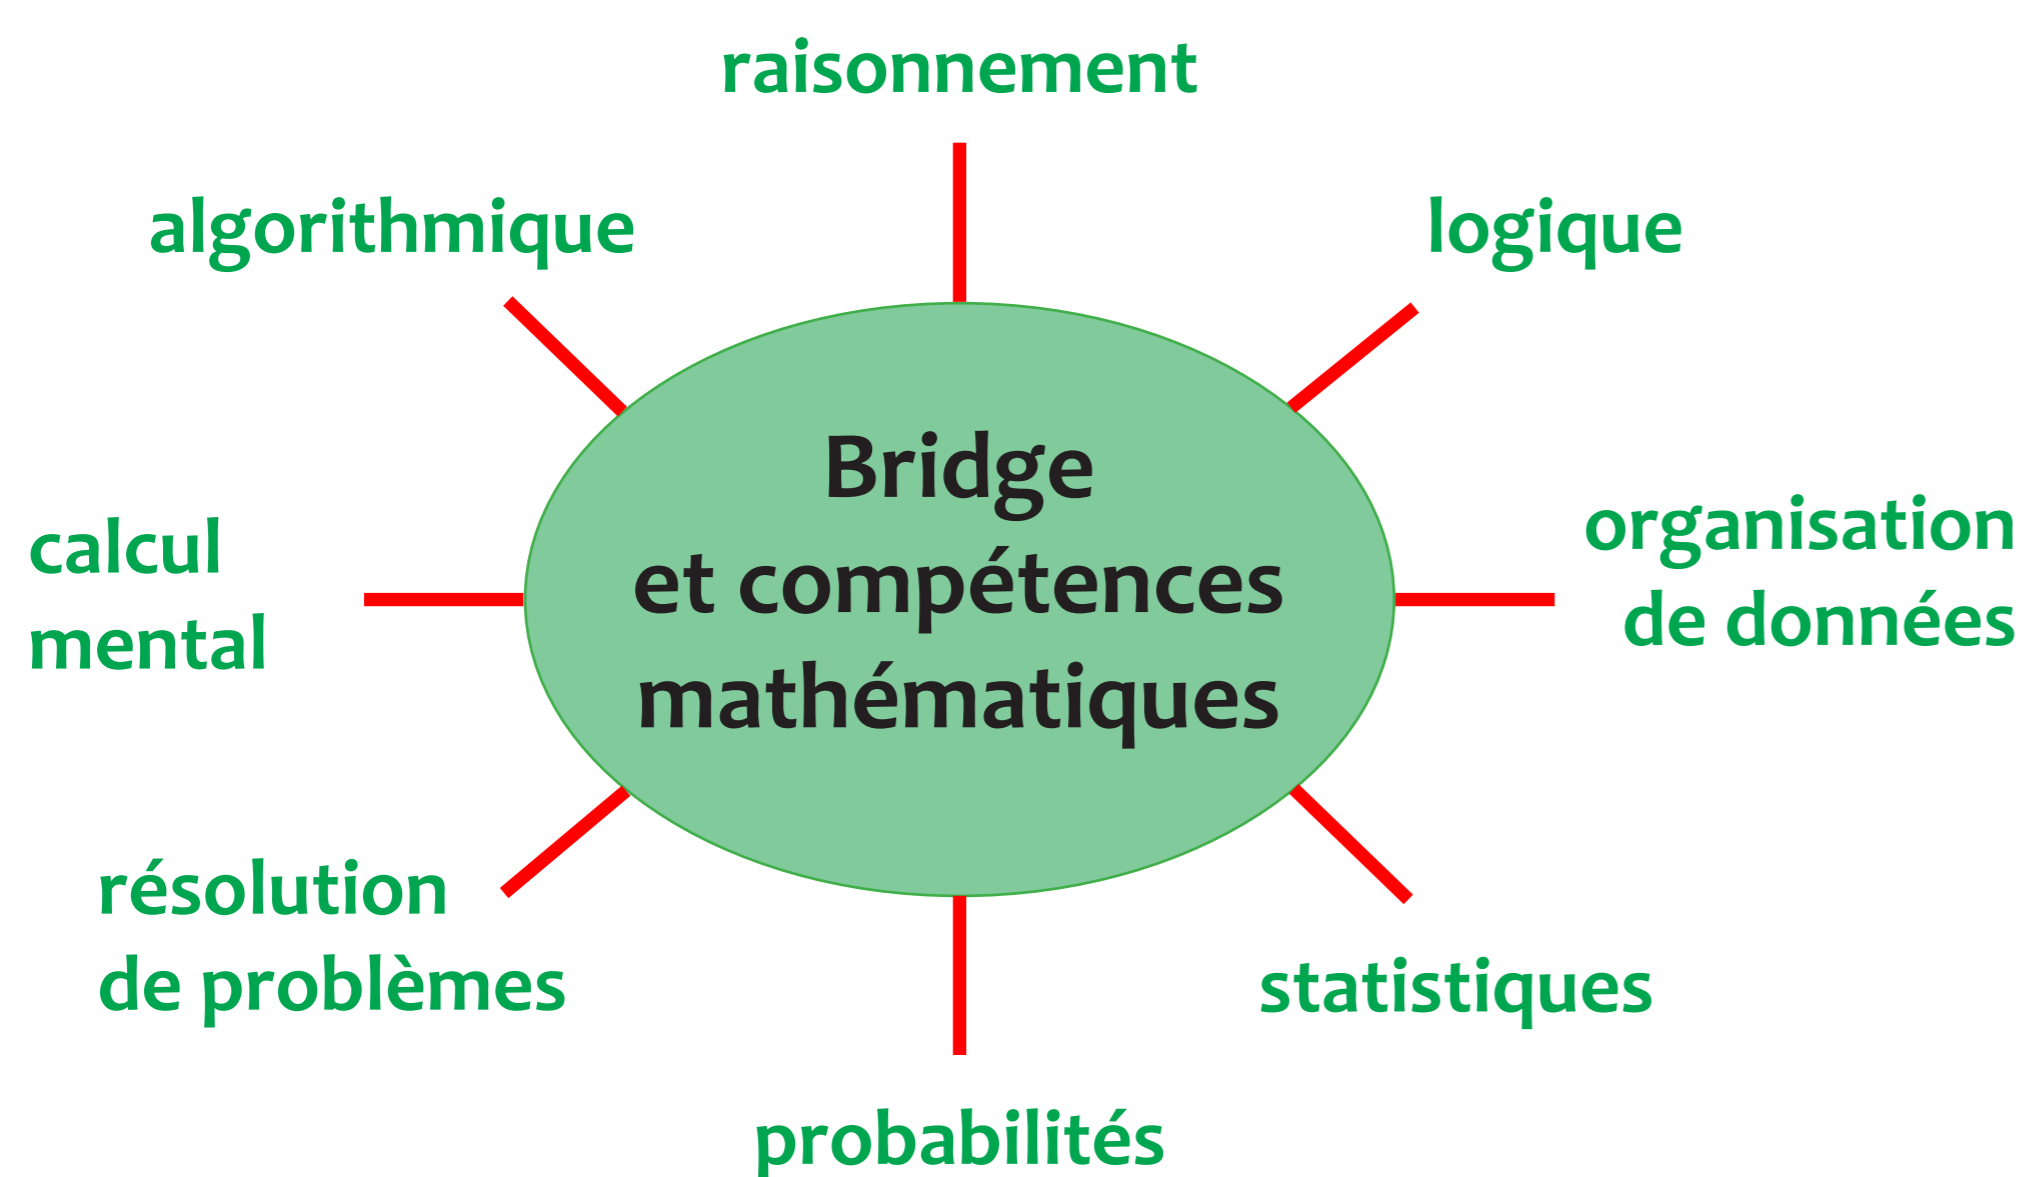 raisonnement
algorithmique
logique
Bridge
et compétences
mathématiques
calcul
mental
organisation
de données
résolution
de problèmes
statistiques
probabilités